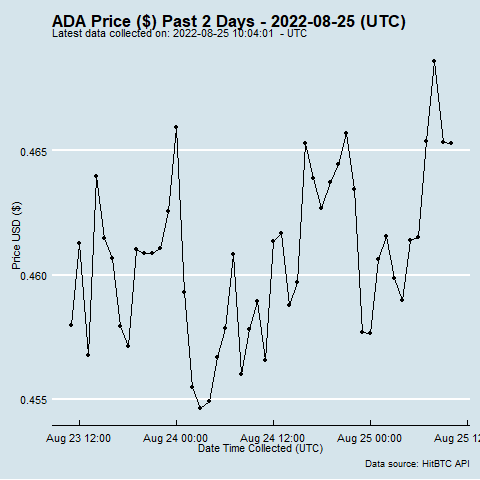 ADA Price ($) Past 2 Days - 2022-08-25 (UTC)
Latest data collected on: 2022-08-25 10:04:01  - UTC
Price USD ($)
0.465
0.460
0.455
Aug 23 12:00 Aug 24 00:00 Aug 24 12:00 Aug 25 00:00 Aug 25 12
Date Time Collected (UTC)
Data source: HitBTC API